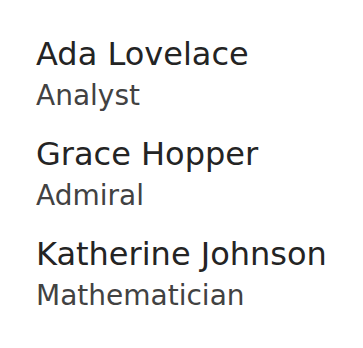 Ada Lovelace
Analyst
Grace Hopper
Admiral
Katherine Johnson
Mathematician